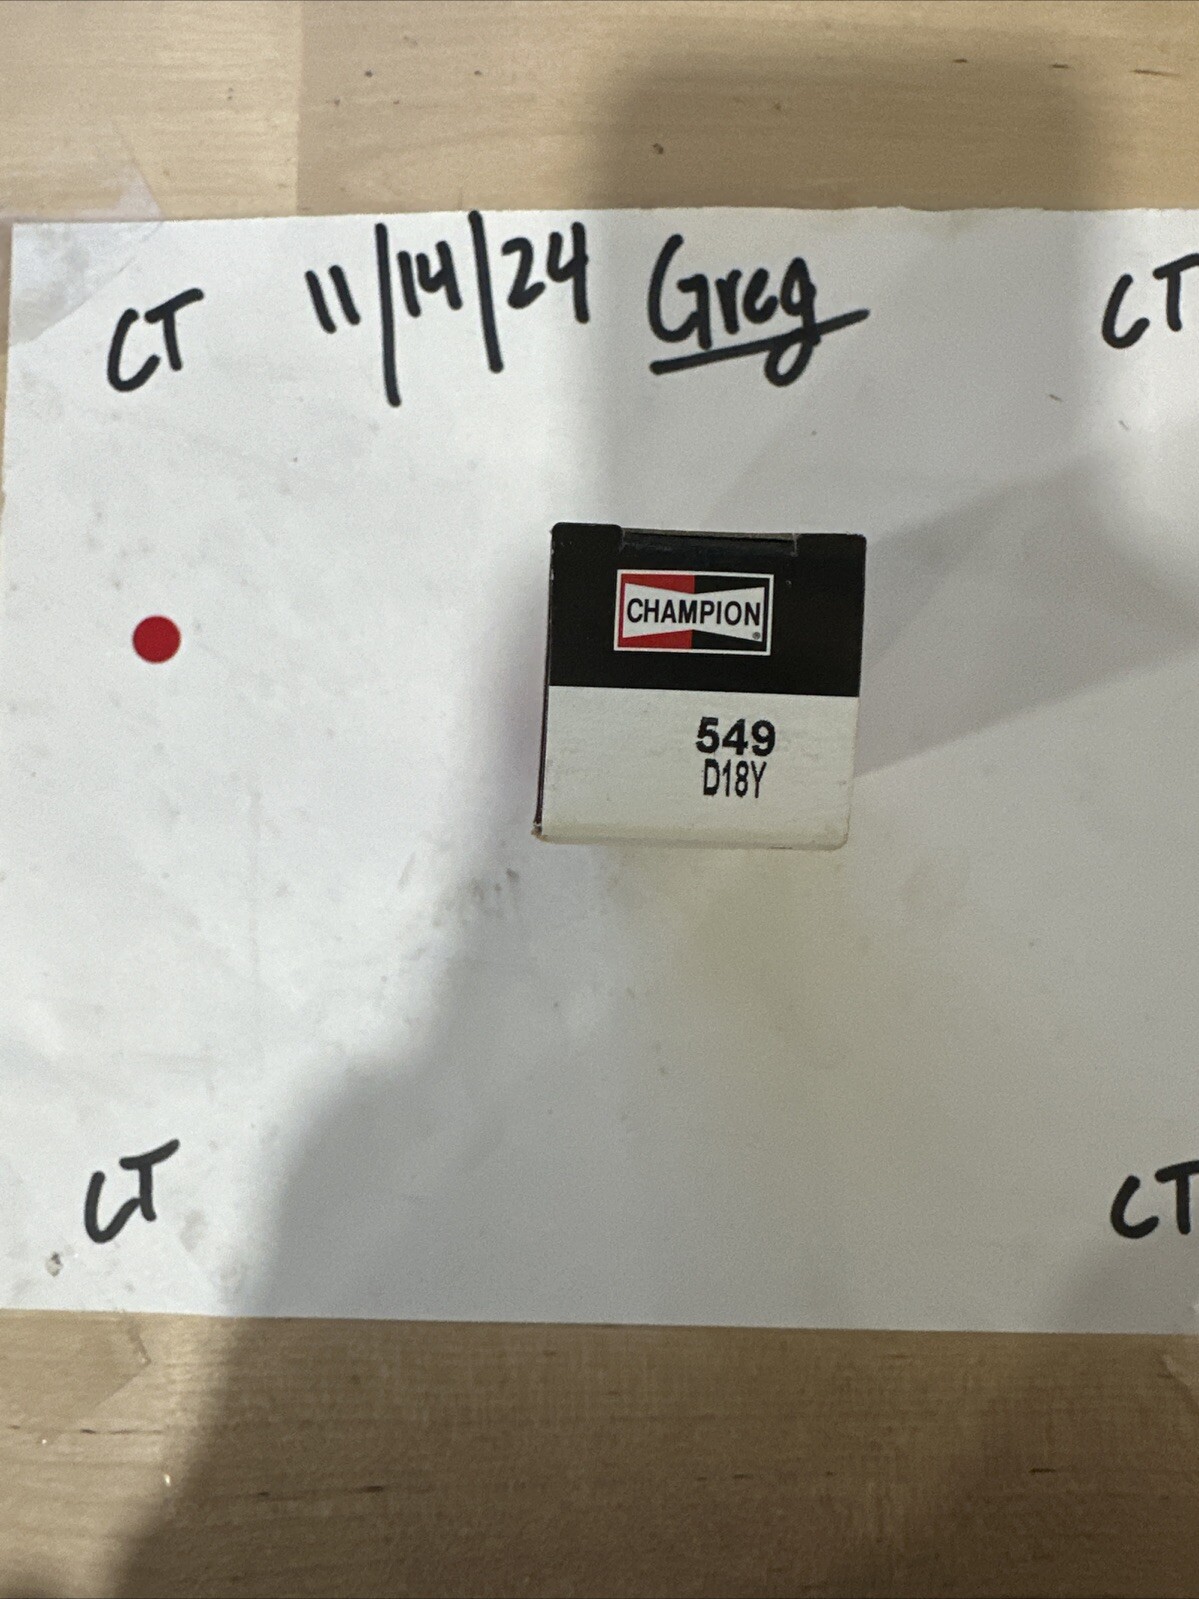 CT 11/14/24 Greg CT
CHAMPION®
549
D18Y
CT CT